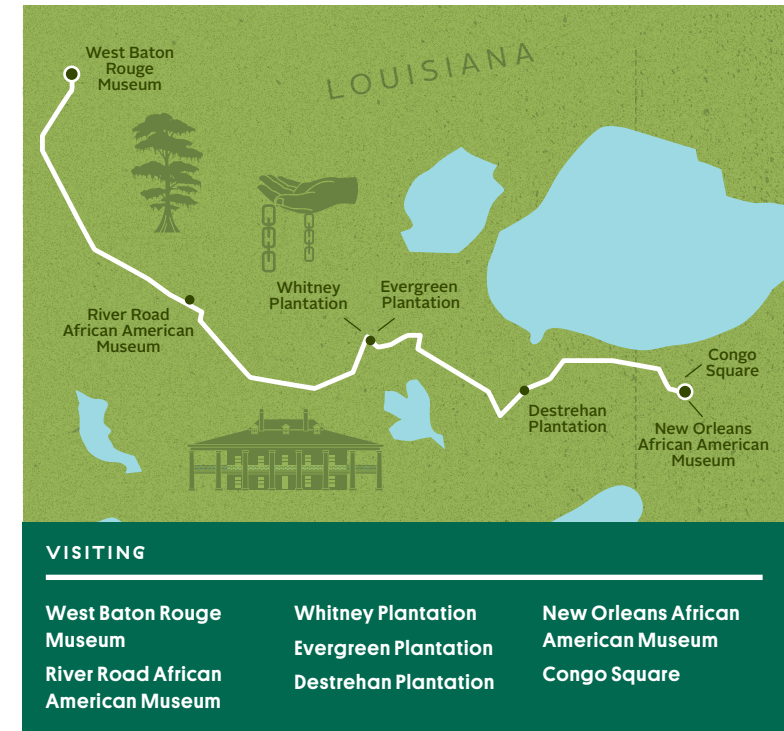 LOUISIANA
West Baton
Rouge
Museum
Whitney
Plantation
Evergreen
Plantation
River Road
African American
Museum
Congo
Square
Destrehan
Plantation
New Orleans
African American
Museum
VISITING
West Baton Rouge
Museum
River Road African
American Museum
Whitney Plantation
Evergreen Plantation
Destrehan Plantation
New Orleans African
American Museum
Congo Square